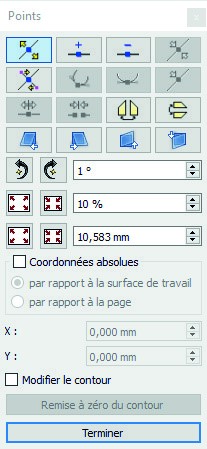 Points
1 °
10 %
10,583 mm
Coordonnées absolues
par rapport à la surface de travail
par rapport à la page
X :
0,000 mm
Y :
0,000 mm
Modifier le contour
Remise à zéro du contour
Terminer